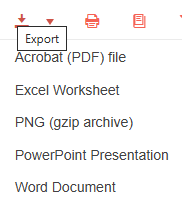 Export
Acrobat (PDF) file
Excel Worksheet
PNG (gzip archive)
PowerPoint Presentation
Word Document